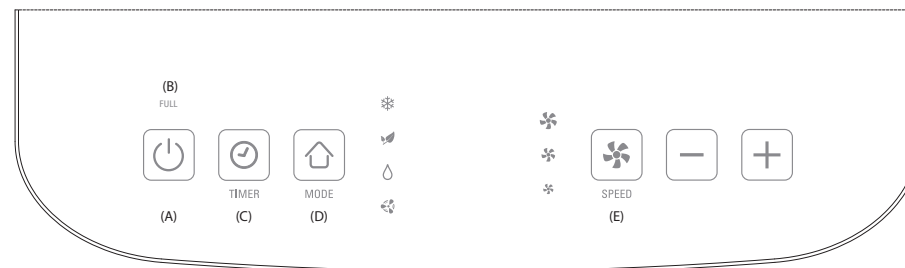 (B)
FULL
TIMER
MODE
SPEED
(A)
(C)
(D)
(E)